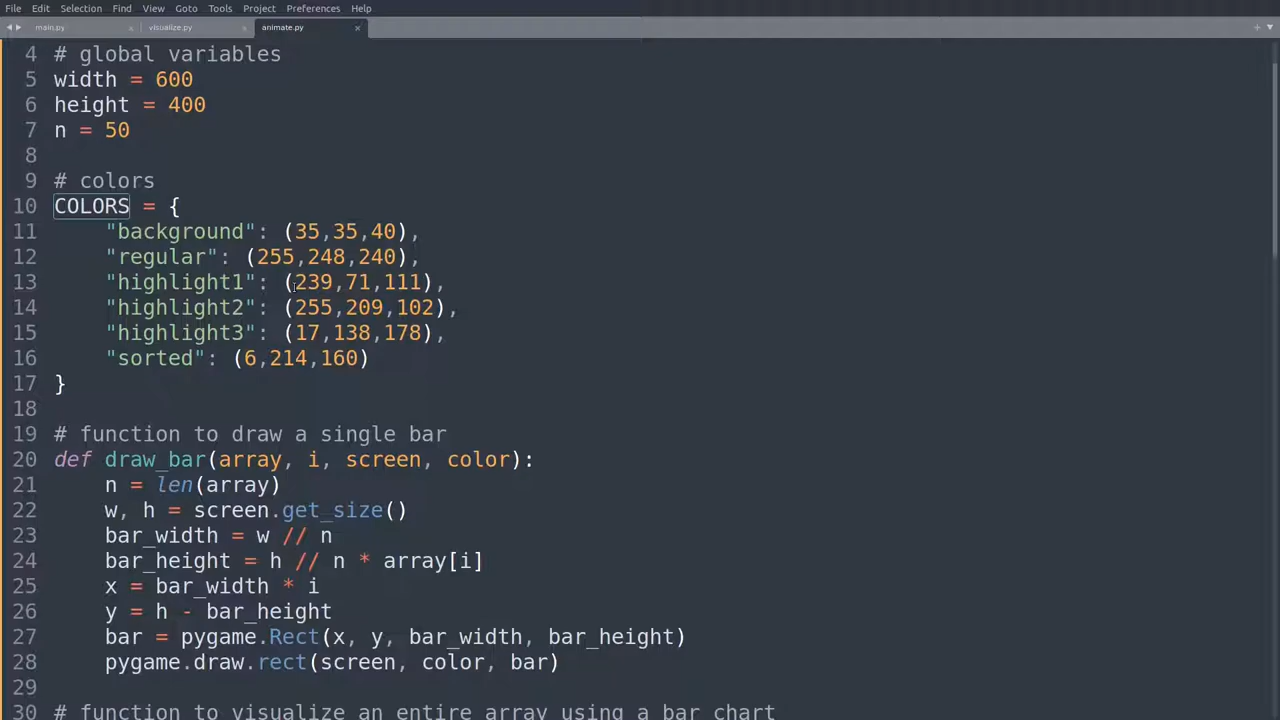 File Edit Selection Find View Goto Tools Project Preferences Help
main.py × visualize.py × animate.py ×
4 # global variables
5 width = 600
6 height = 400
7 n = 50
8
9 # colors
10 COLORS = {
11     "background": (35,35,40),
12     "regular": (255,248,240),
13     "highlight1": (239,71,111),
14     "highlight2": (255,209,102),
15     "highlight3": (17,138,178),
16     "sorted": (6,214,160)
17 }
18
19 # function to draw a single bar
20 def draw_bar(array, i, screen, color):
21     n = len(array)
22     w, h = screen.get_size()
23     bar_width = w // n
24     bar_height = h // n * array[i]
25     x = bar_width * i
26     y = h - bar_height
27     bar = pygame.Rect(x, y, bar_width, bar_height)
28     pygame.draw.rect(screen, color, bar)
29
30 # function to visualize an entire array using a bar chart